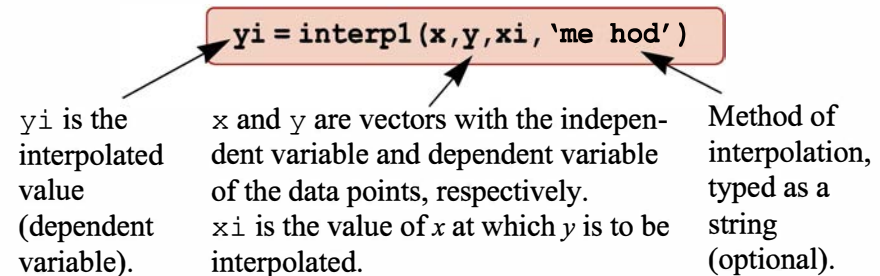 yi = interp1(x,y,xi,‘me hod’)
yi is the
interpolated
value
(dependent
variable).
x and y are vectors with the indepen-
dent variable and dependent variable
of the data points, respectively.
xi is the value of x at which y is to be
interpolated.
Method of
interpolation,
typed as a
string
(optional).